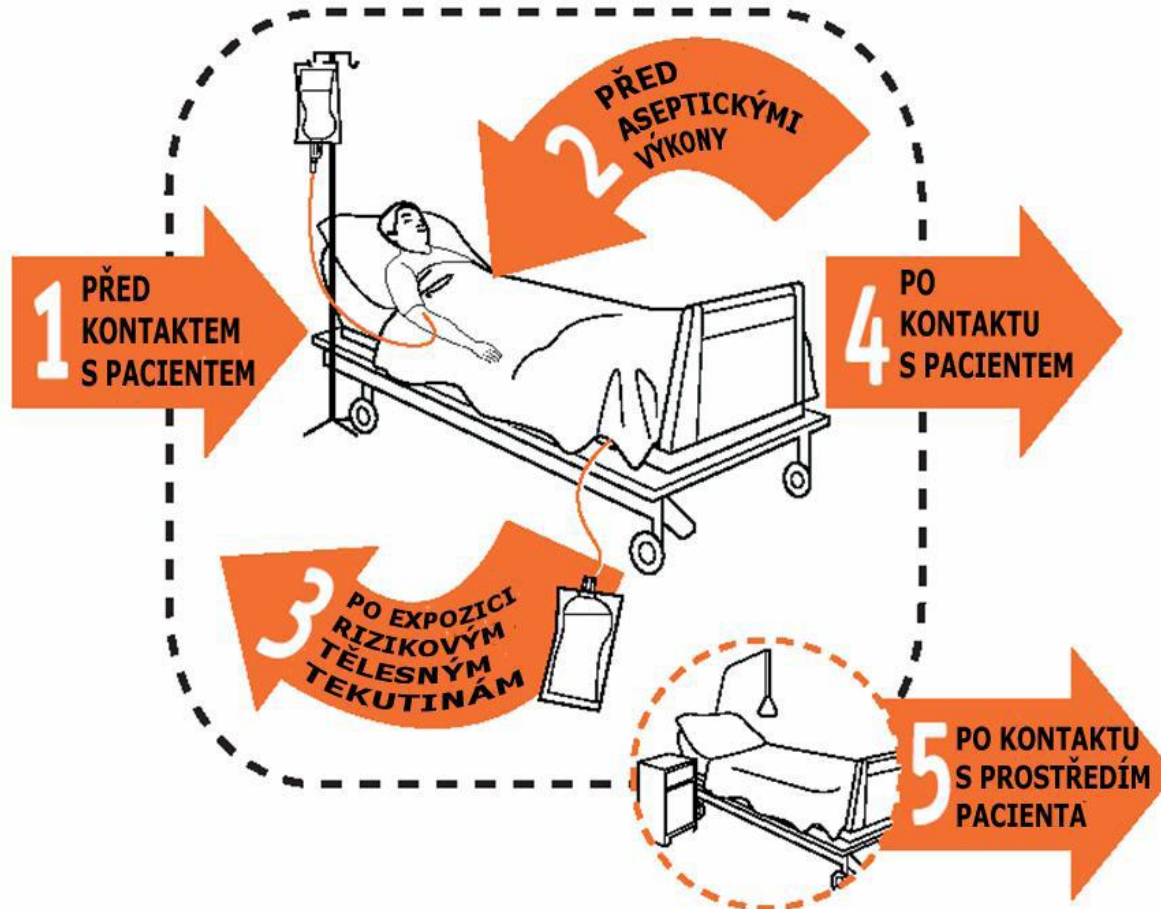 1
PŘED
KONTAKTEM
S PACIENTEM
2
PŘED
ASEPTICKÝMI
VÝKONY
3
PO EXPOZICI
RIZIKOVÝM
TĚLESNÝM
TEKUTINÁM
4
PO
KONTAKTU
S PACIENTEM
5
PO KONTAKTU
S PROSTŘEDÍM
PACIENTA